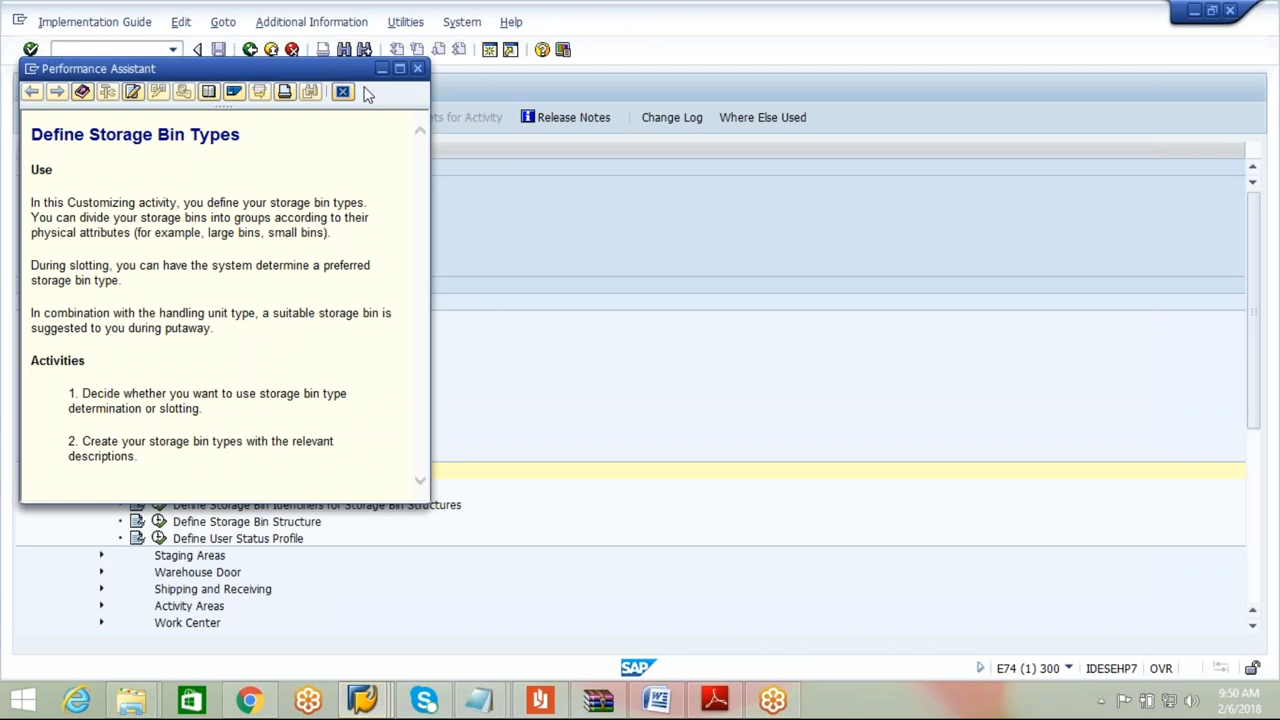 Implementation Guide Edit Goto Additional Information Utilities System Help
Performance Assistant
ts for Activity Release Notes Change Log Where Else Used
Define Storage Bin Types
Use
In this Customizing activity, you define your storage bin types.
You can divide your storage bins into groups according to their
physical attributes (for example, large bins, small bins).
During slotting, you can have the system determine a preferred
storage bin type.
In combination with the handling unit type, a suitable storage bin is
suggested to you during putaway.
Activities
1. Decide whether you want to use storage bin type
determination or slotting.
2. Create your storage bin types with the relevant
descriptions.
Define Storage Bin Identifiers for Storage Bin Structures
Define Storage Bin Structure
Define User Status Profile
Staging Areas
Warehouse Door
Shipping and Receiving
Activity Areas
Work Center
SAP E74 (1) 300 IDESEHP7 OVR
9:50 AM
2/6/2018